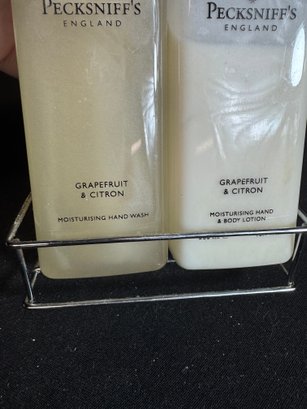 PECKSNIFF'S
ENGLAND
GRAPEFRUIT
& CITRON
MOISTURISING HAND WASH
PECKSNIFF'S
ENGLAND
GRAPEFRUIT
& CITRON
MOISTURISING HAND
& BODY LOTION